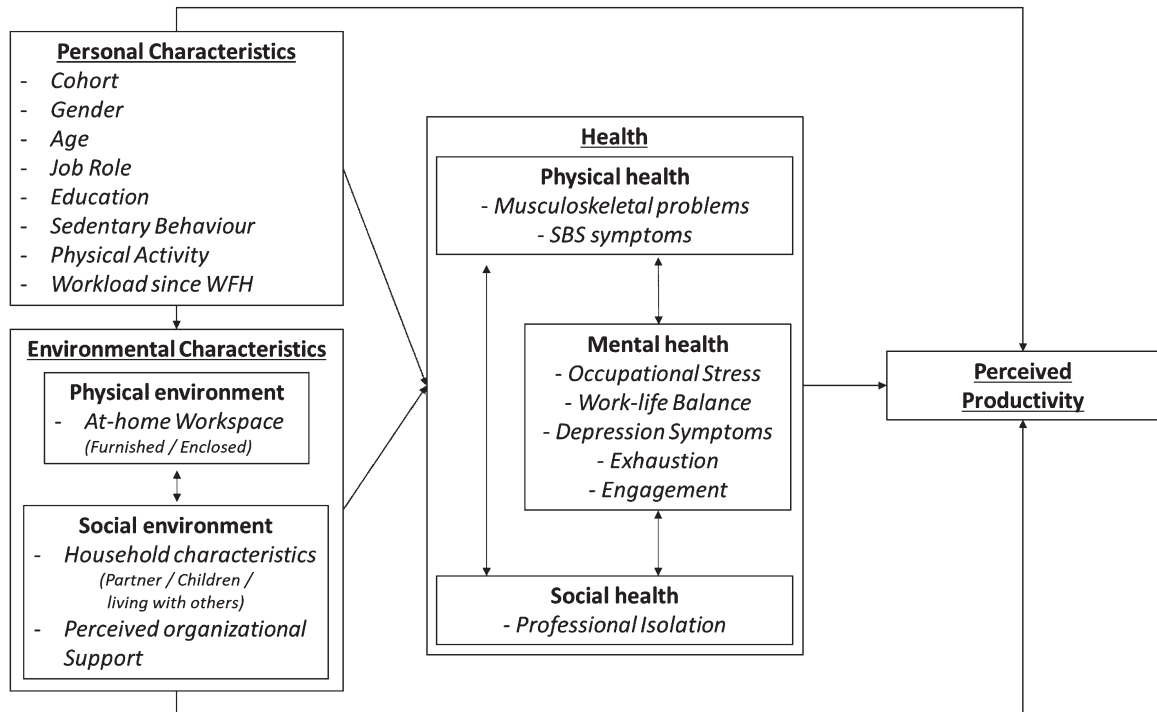 Personal Characteristics
- Cohort
- Gender
- Age
- Job Role
- Education
- Sedentary Behaviour
- Physical Activity
- Workload since WFH
Environmental Characteristics
Physical environment
- At-home Workspace
(Furnished / Enclosed)
Social environment
- Household characteristics
(Partner / Children /
living with others)
- Perceived organizational
Support
Health
Physical health
- Musculoskeletal problems
- SBS symptoms
Mental health
- Occupational Stress
- Work-life Balance
- Depression Symptoms
- Exhaustion
- Engagement
Social health
- Professional Isolation
Perceived
Productivity